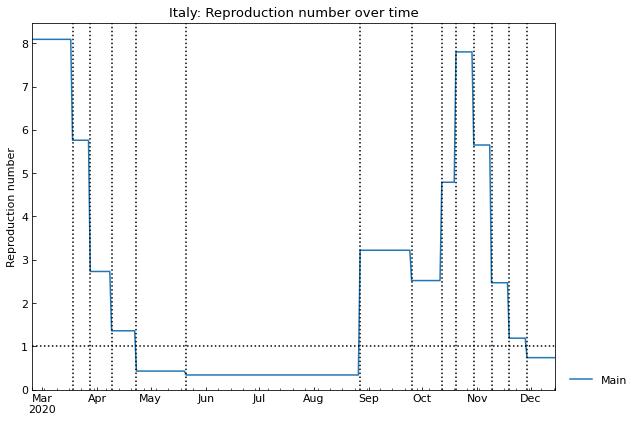 Italy: Reproduction number over time
Reproduction number
8
7
6
5
4
3
2
1
0
Mar Apr May Jun Jul Aug Sep Oct Nov Dec
2020
Main